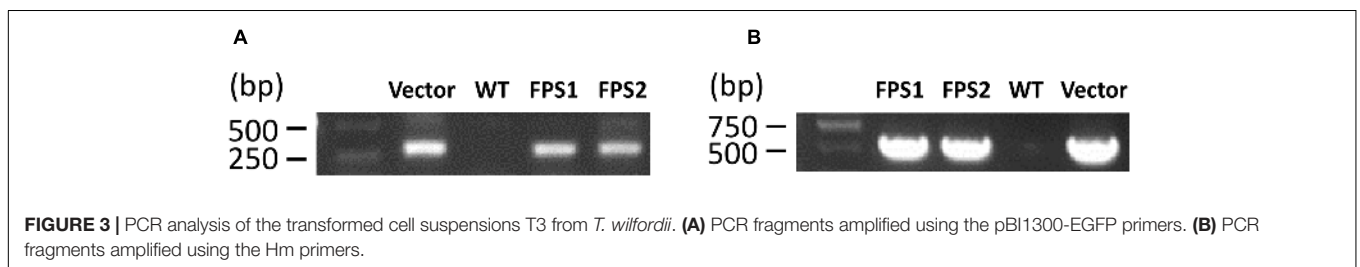 A
B
(bp) Vector WT FPS1 FPS2
500
250
(bp) FPS1 FPS2 WT Vector
750
500
FIGURE 3 | PCR analysis of the transformed cell suspensions T3 from T. wilfordii. (A) PCR fragments amplified using the pBI1300-EGFP primers. (B) PCR
fragments amplified using the Hm primers.